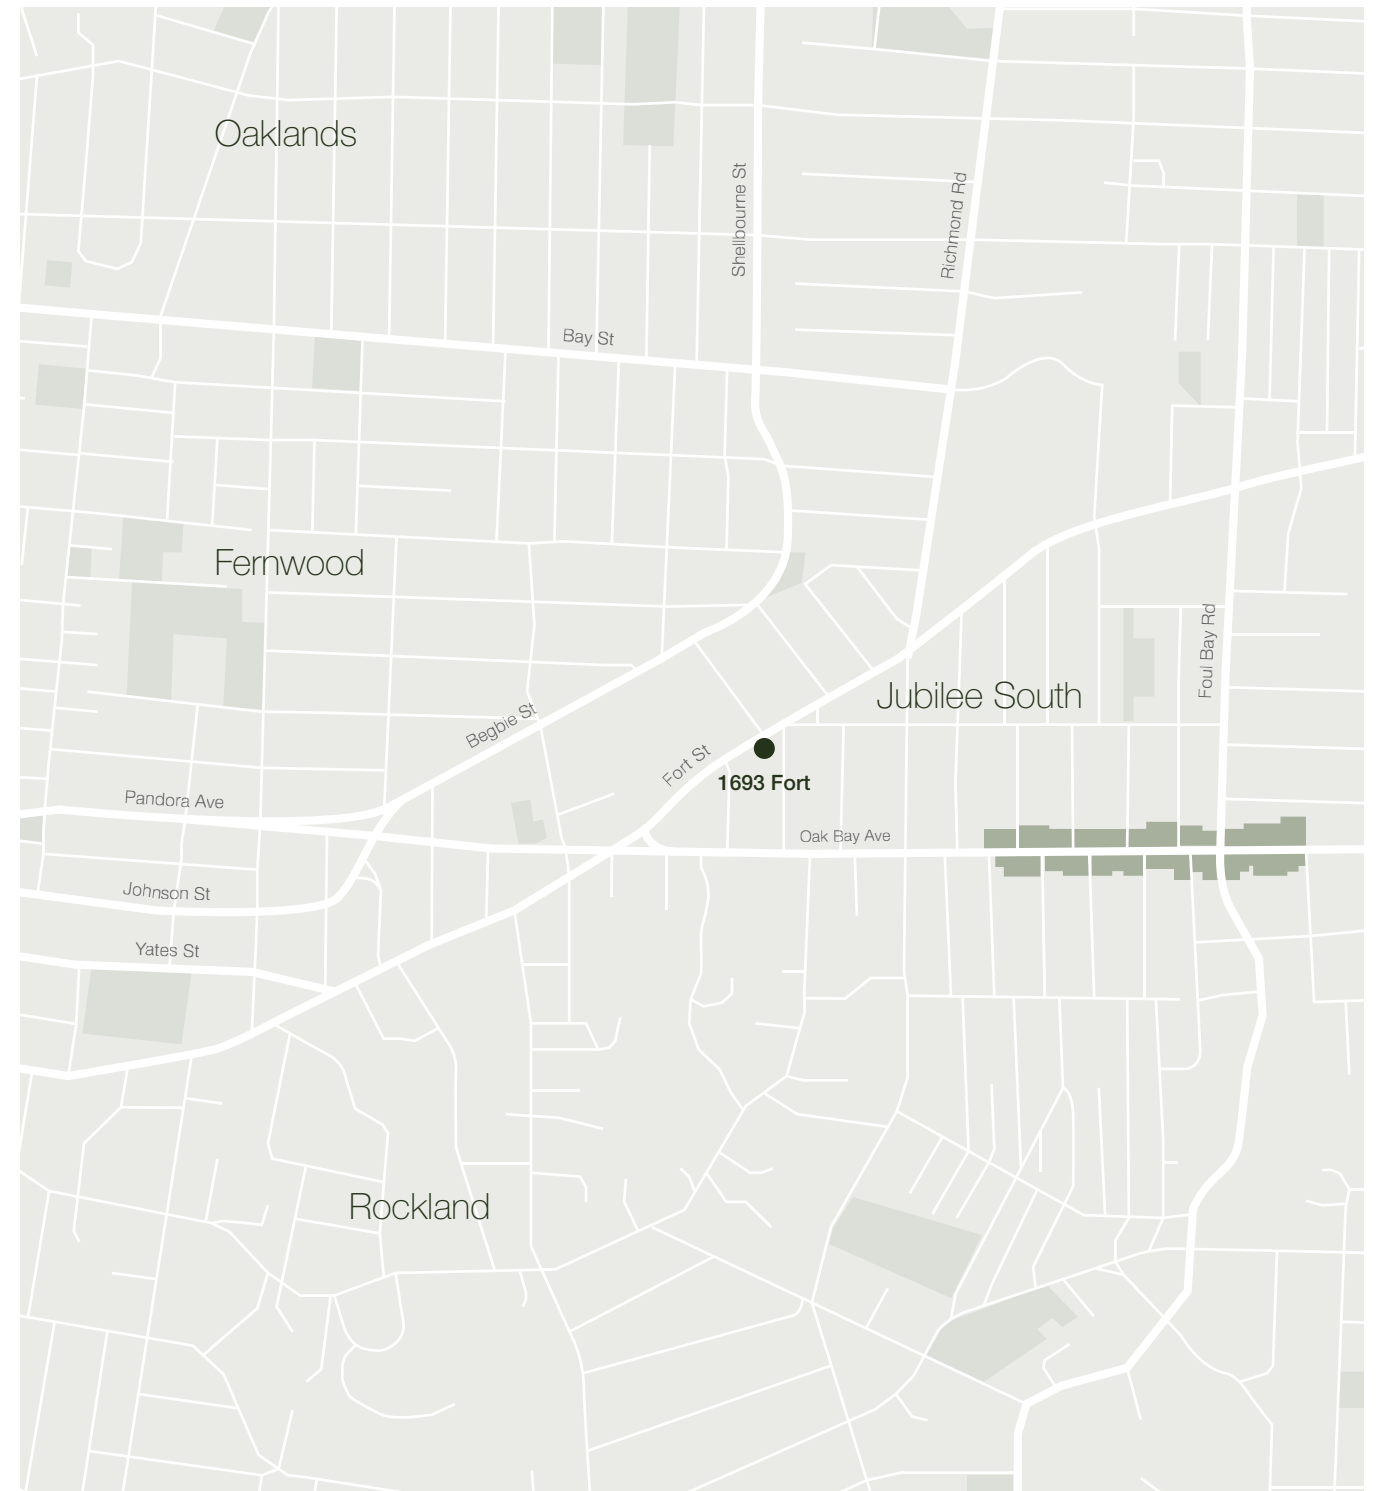 Oaklands
Shellbourne St
Richmond Rd
Bay St
Fernwood
Foul Bay Rd
Jubilee South
Begbie St
Fort St
1693 Fort
Pandora Ave
Oak Bay Ave
Johnson St
Yates St
Rockland